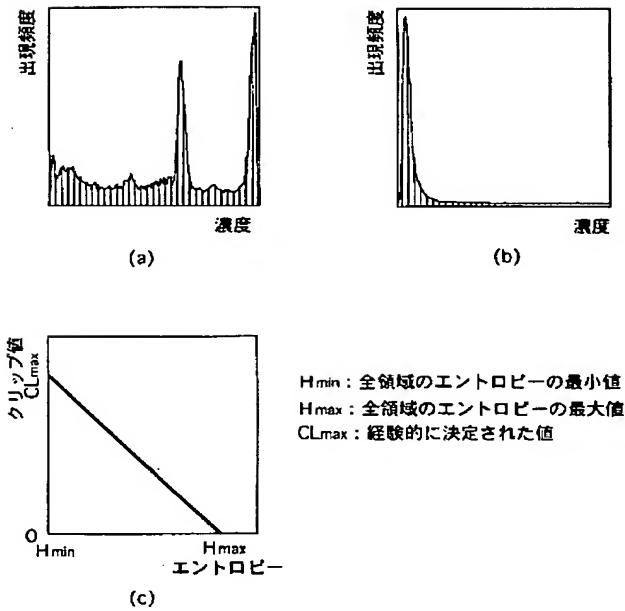 出現頻度
濃度
(a)
出現頻度
濃度
(b)
クリップ値
CLmax
0
Hmin
Hmax
エントロピー
(c)
Hmin：全領域のエントロピーの最小値
Hmax：全領域のエントロピーの最大値
CLmax：経験的に決定された値